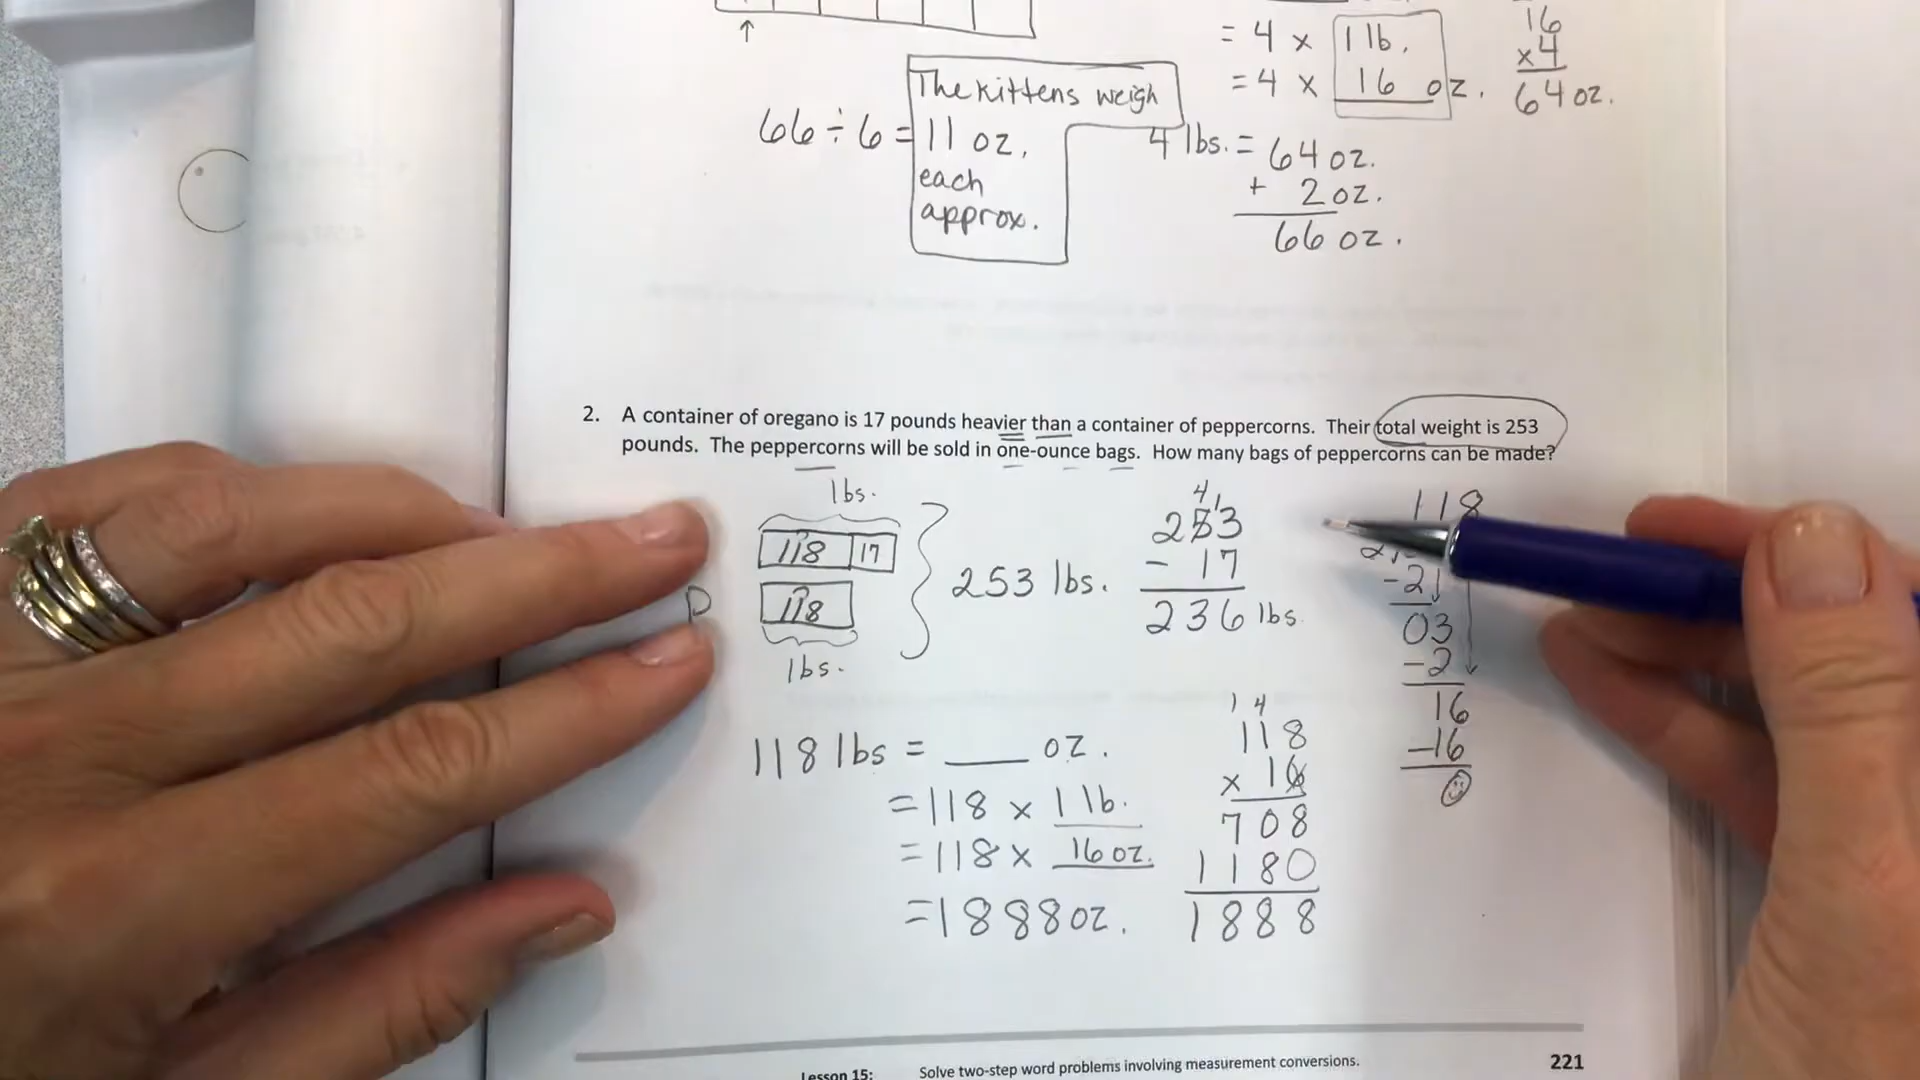 = 4 x 1 lb.
= 4 x 16 oz.
16
x4
64 oz.
The kittens weigh
66 ÷ 6 = 11 oz.
each
approx.
4 lbs. = 64 oz.
+ 2 oz.
66 oz.
2. A container of oregano is 17 pounds heavier than a container of peppercorns. Their total weight is 253
pounds. The peppercorns will be sold in one-ounce bags. How many bags of peppercorns can be made?
lbs.
118 17
P 118
lbs.
253 lbs.
4 1
253
- 17
236 lbs.
118
-2
03
-2
16
-16
118 lbs = ___ oz.
= 118 x 1 lb.
= 118 x 16 oz.
= 1888 oz.
1 4
118
x 16
708
1180
1888
Lesson 15: Solve two-step word problems involving measurement conversions. 221